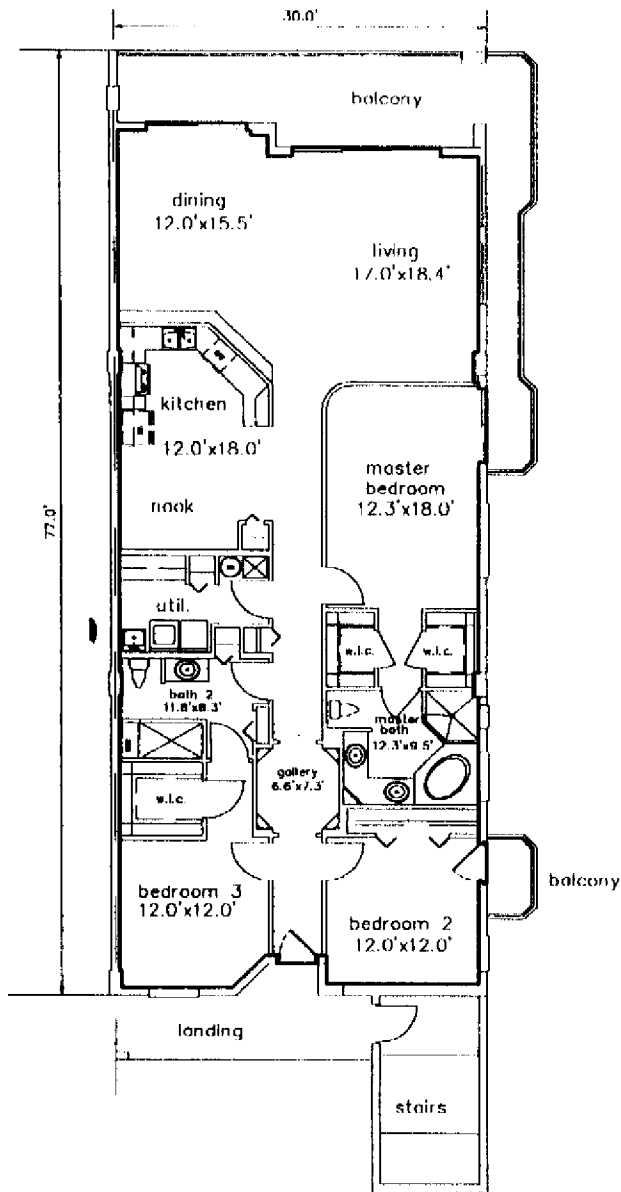 30.0'
balcony
dining
12.0'x15.5'
living
17.0'x18.4'
kitchen
12.0'x18.0'
master
bedroom
12.3'x18.0'
nook
77.0'
util.
w.i.c.
w.i.c.
bath 2
11.8'x8.3'
master
bath
12.3'x9.5'
gallery
6.6'x7.3'
w.i.c.
bedroom 3
12.0'x12.0'
balcony
bedroom 2
12.0'x12.0'
landing
stairs